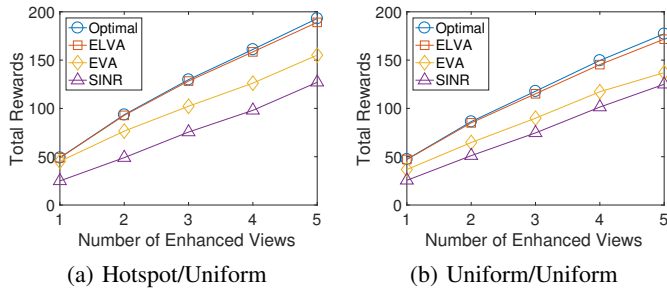 200
150
100
50
0
Total Rewards
Optimal
ELVA
EVA
SINR
1 2 3 4 5
Number of Enhanced Views
(a) Hotspot/Uniform
200
150
100
50
0
Total Rewards
Optimal
ELVA
EVA
SINR
1 2 3 4 5
Number of Enhanced Views
(b) Uniform/Uniform